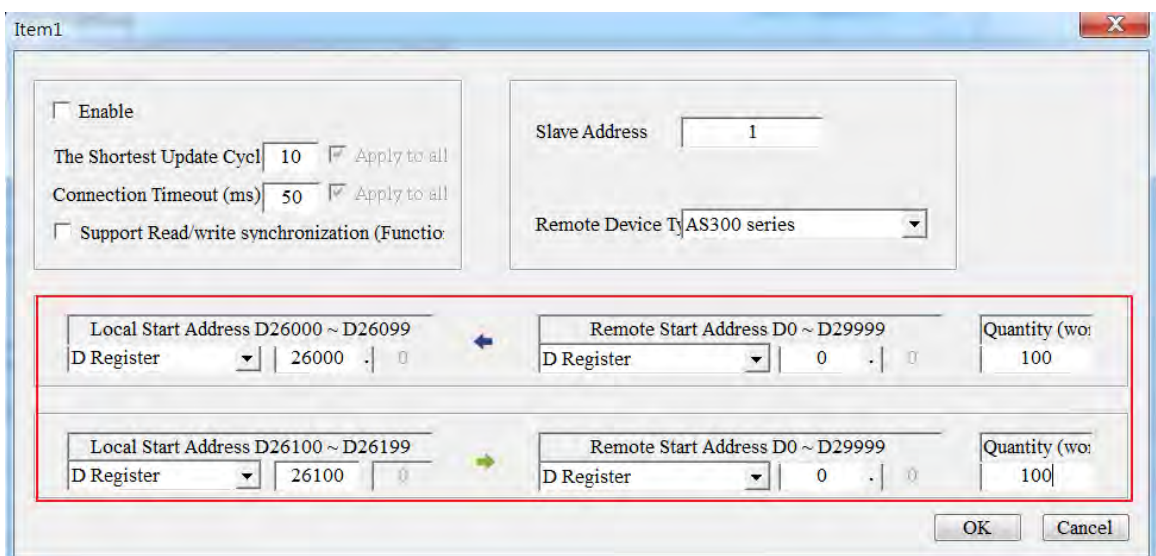 Item1
Enable
The Shortest Update Cycl 10 Apply to all
Connection Timeout (ms) 50 Apply to all
Support Read/write synchronization (Functio
Slave Address 1
Remote Device Ty AS300 series
Local Start Address D26000 ~ D26099 Remote Start Address D0 ~ D29999 Quantity (wor
D Register 26000 . 0 D Register 0 . 0 100
Local Start Address D26100 ~ D26199 Remote Start Address D0 ~ D29999 Quantity (wor
D Register 26100 0 D Register 0 . 0 100
OK Cancel